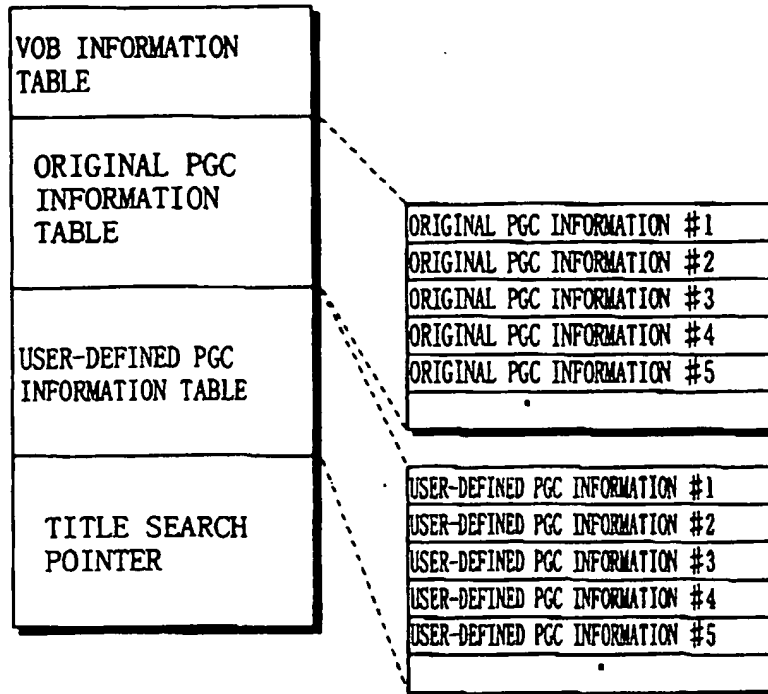 VOB INFORMATION
TABLE
ORIGINAL PGC
INFORMATION
TABLE
USER-DEFINED PGC
INFORMATION TABLE
TITLE SEARCH
POINTER
ORIGINAL PGC INFORMATION #1
ORIGINAL PGC INFORMATION #2
ORIGINAL PGC INFORMATION #3
ORIGINAL PGC INFORMATION #4
ORIGINAL PGC INFORMATION #5
USER-DEFINED PGC INFORMATION #1
USER-DEFINED PGC INFORMATION #2
USER-DEFINED PGC INFORMATION #3
USER-DEFINED PGC INFORMATION #4
USER-DEFINED PGC INFORMATION #5